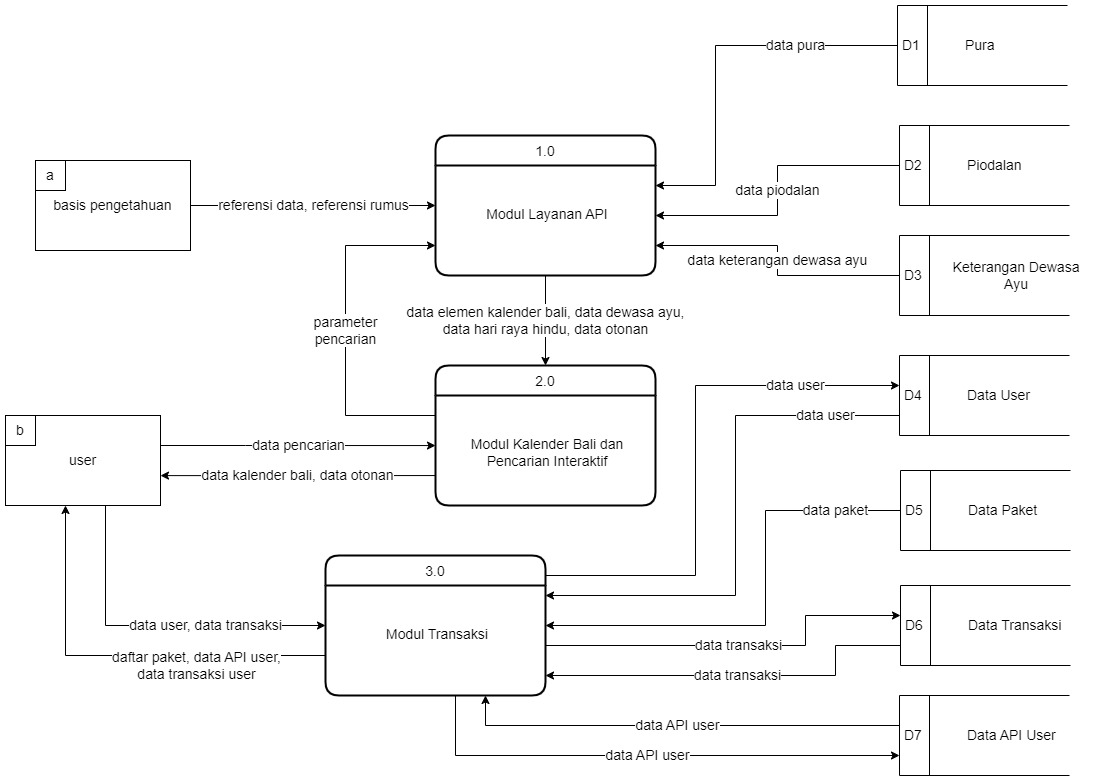 D1
Pura
data pura
1.0
Modul Layanan API
a
basis pengetahuan
referensi data, referensi rumus
D2
Piodalan
data piodalan
D3
Keterangan Dewasa
Ayu
data keterangan dewasa ayu
parameter
pencarian
data elemen kalender bali, data dewasa ayu,
data hari raya hindu, data otonan
2.0
Modul Kalender Bali dan
Pencarian Interaktif
b
user
data pencarian
data kalender bali, data otonan
data user
D4
Data User
data user
data paket
D5
Data Paket
3.0
Modul Transaksi
data user, data transaksi
daftar paket, data API user,
data transaksi user
data transaksi
D6
Data Transaksi
data transaksi
data API user
D7
Data API User
data API user